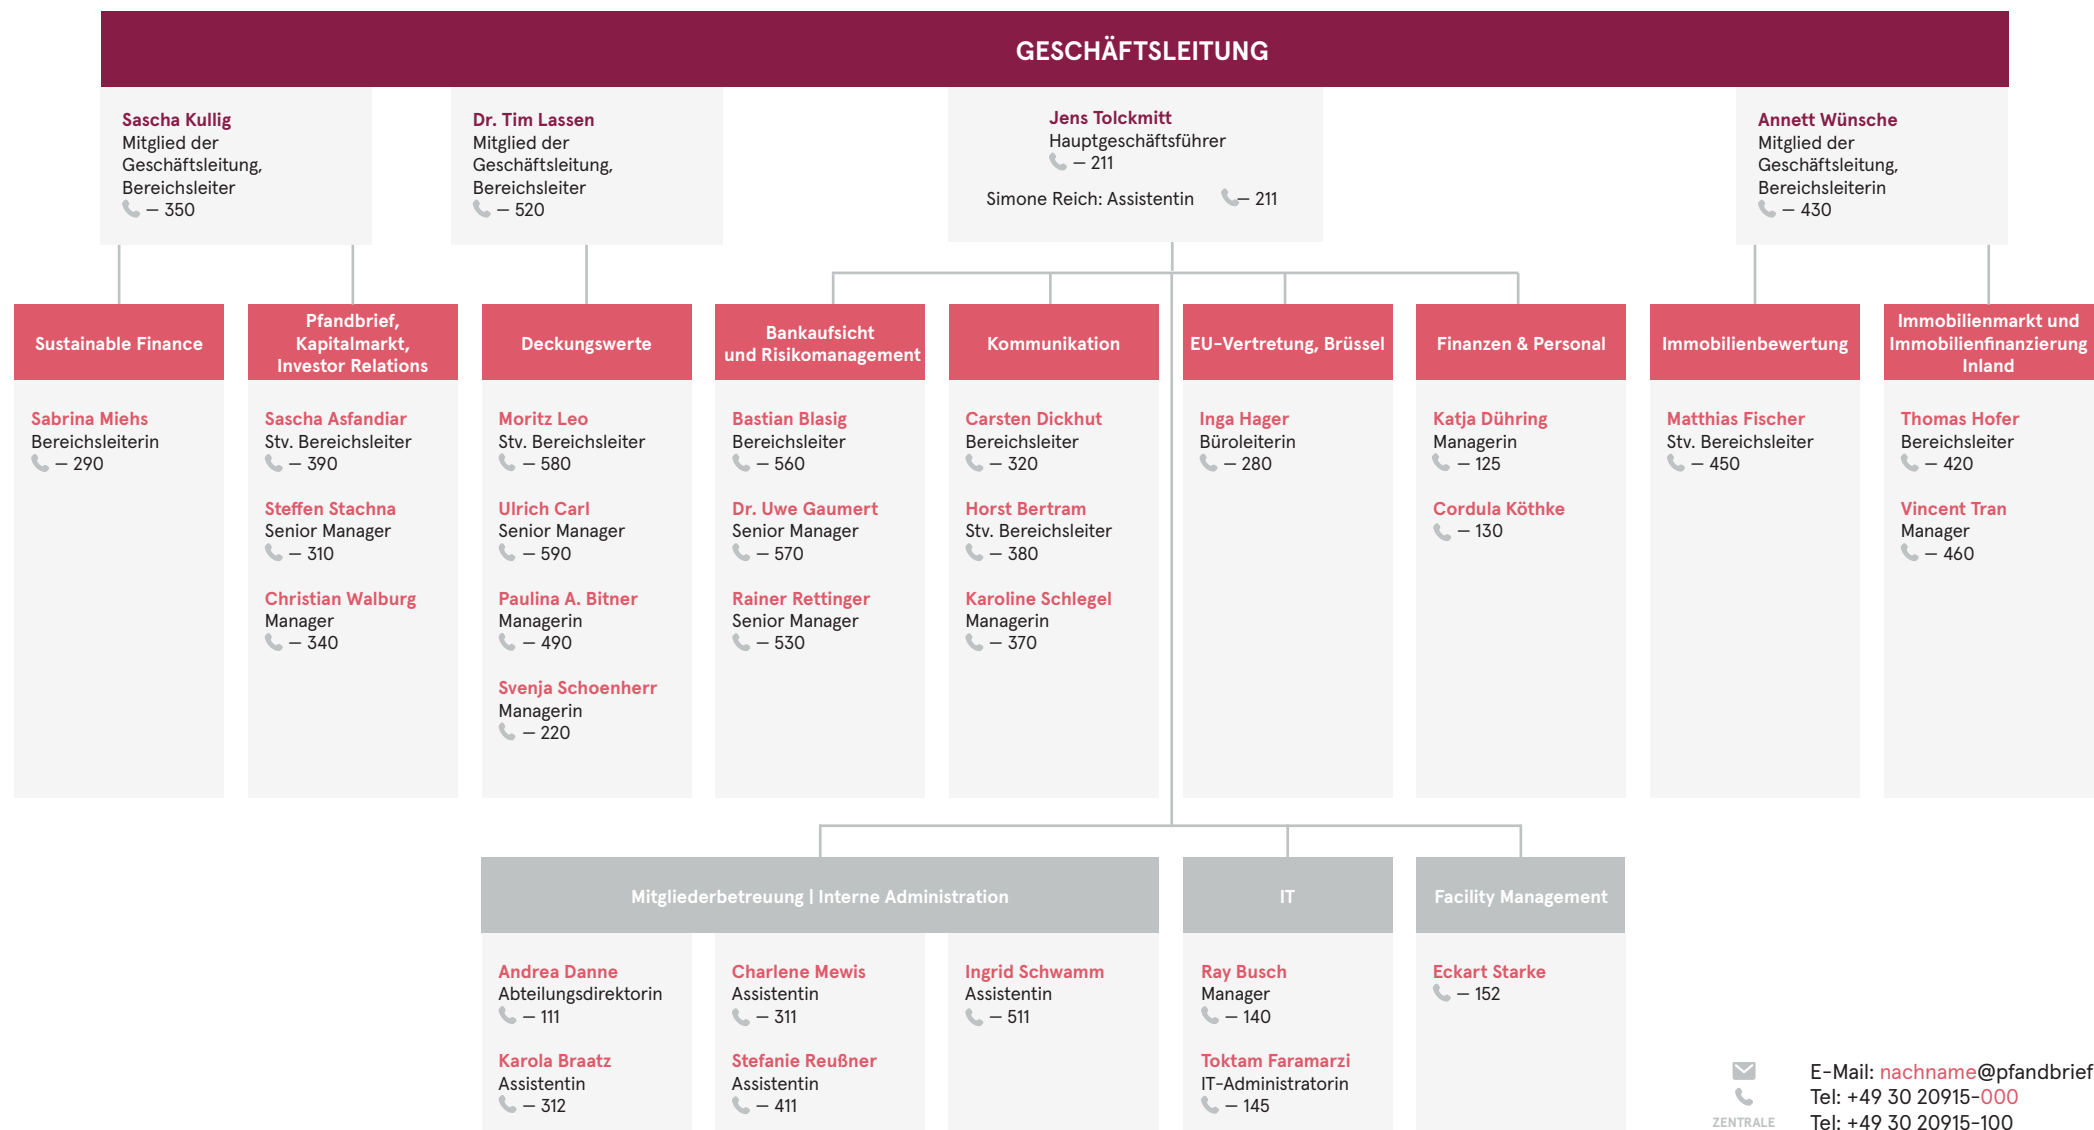 GESCHÄFTSLEITUNG
Sascha Kullig
Mitglied der
Geschäftsleitung,
Bereichsleiter
– 350
Dr. Tim Lassen
Mitglied der
Geschäftsleitung,
Bereichsleiter
– 520
Jens Tolckmitt
Hauptgeschäftsführer
– 211
Simone Reich: Assistentin – 211
Annett Wünsche
Mitglied der
Geschäftsleitung,
Bereichsleiterin
– 430
Sustainable Finance
Sabrina Miehs
Bereichsleiterin
– 290
Pfandbrief,
Kapitalmarkt,
Investor Relations
Sascha Asfandiar
Stv. Bereichsleiter
– 390
Steffen Stachna
Senior Manager
– 310
Christian Walburg
Manager
– 340
Deckungswerte
Moritz Leo
Stv. Bereichsleiter
– 580
Ulrich Carl
Senior Manager
– 590
Paulina A. Bitner
Managerin
– 490
Svenja Schoenherr
Managerin
– 220
Bankaufsicht
und Risikomanagement
Bastian Blasig
Bereichsleiter
– 560
Dr. Uwe Gaumert
Senior Manager
– 570
Rainer Rettinger
Senior Manager
– 530
Kommunikation
Carsten Dickhut
Bereichsleiter
– 320
Horst Bertram
Stv. Bereichsleiter
– 380
Karoline Schlegel
Managerin
– 370
EU-Vertretung, Brüssel
Inga Hager
Büroleiterin
– 280
Finanzen & Personal
Katja Dühring
Managerin
– 125
Cordula Köthke
– 130
Immobilienbewertung
Matthias Fischer
Stv. Bereichsleiter
– 450
Immobilienmarkt und
Immobilienfinanzierung
Inland
Thomas Hofer
Bereichsleiter
– 420
Vincent Tran
Manager
– 460
Mitgliederbetreuung | Interne Administration
Andrea Danne
Abteilungsdirektorin
– 111
Karola Braatz
Assistentin
– 312
Charlene Mewis
Assistentin
– 311
Stefanie Reußner
Assistentin
– 411
Ingrid Schwamm
Assistentin
– 511
IT
Ray Busch
Manager
– 140
Toktam Faramarzi
IT-Administratorin
– 145
Facility Management
Eckart Starke
– 152
E-Mail: nachname@pfandbrief
Tel: +49 30 20915-000
ZENTRALE Tel: +49 30 20915-100